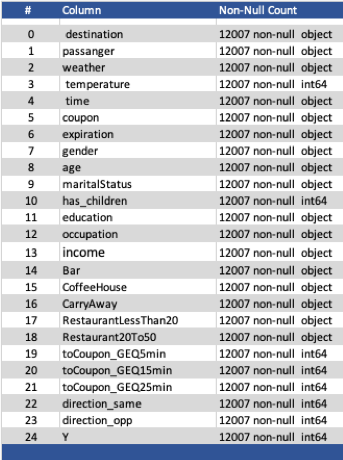 # Column Non-Null Count
0 destination 12007 non-null object
1 passanger 12007 non-null object
2 weather 12007 non-null object
3 temperature 12007 non-null int64
4 time 12007 non-null object
5 coupon 12007 non-null object
6 expiration 12007 non-null object
7 gender 12007 non-null object
8 age 12007 non-null object
9 maritalStatus 12007 non-null object
10 has_children 12007 non-null int64
11 education 12007 non-null object
12 occupation 12007 non-null object
13 income 12007 non-null object
14 Bar 12007 non-null object
15 CoffeeHouse 12007 non-null object
16 CarryAway 12007 non-null object
17 RestaurantLessThan20 12007 non-null object
18 Restaurant20To50 12007 non-null object
19 toCoupon_GEQ5min 12007 non-null int64
20 toCoupon_GEQ15min 12007 non-null int64
21 toCoupon_GEQ25min 12007 non-null int64
22 direction_same 12007 non-null int64
23 direction_opp 12007 non-null int64
24 Y 12007 non-null int64